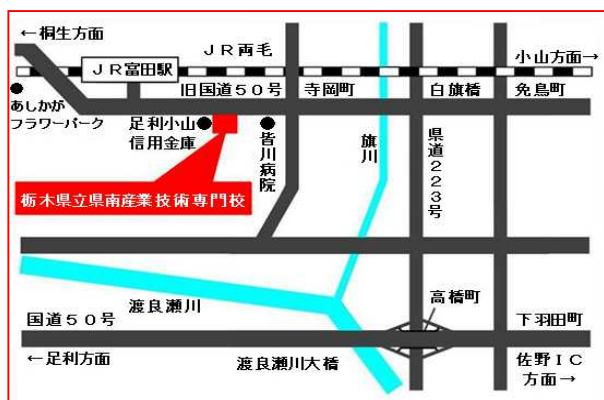 ←桐生方面
JR両毛
小山方面→
JR富田駅
旧国道50号
寺岡町
白旗橋
免鳥町
あしかが
フラワーパーク
足利小山
信用金庫
皆川病院
旗川
県道223号
栃木県立県南産業技術専門校
渡良瀬川
高橋町
国道50号
下羽田町
←足利方面
渡良瀬川大橋
佐野IC
方面→